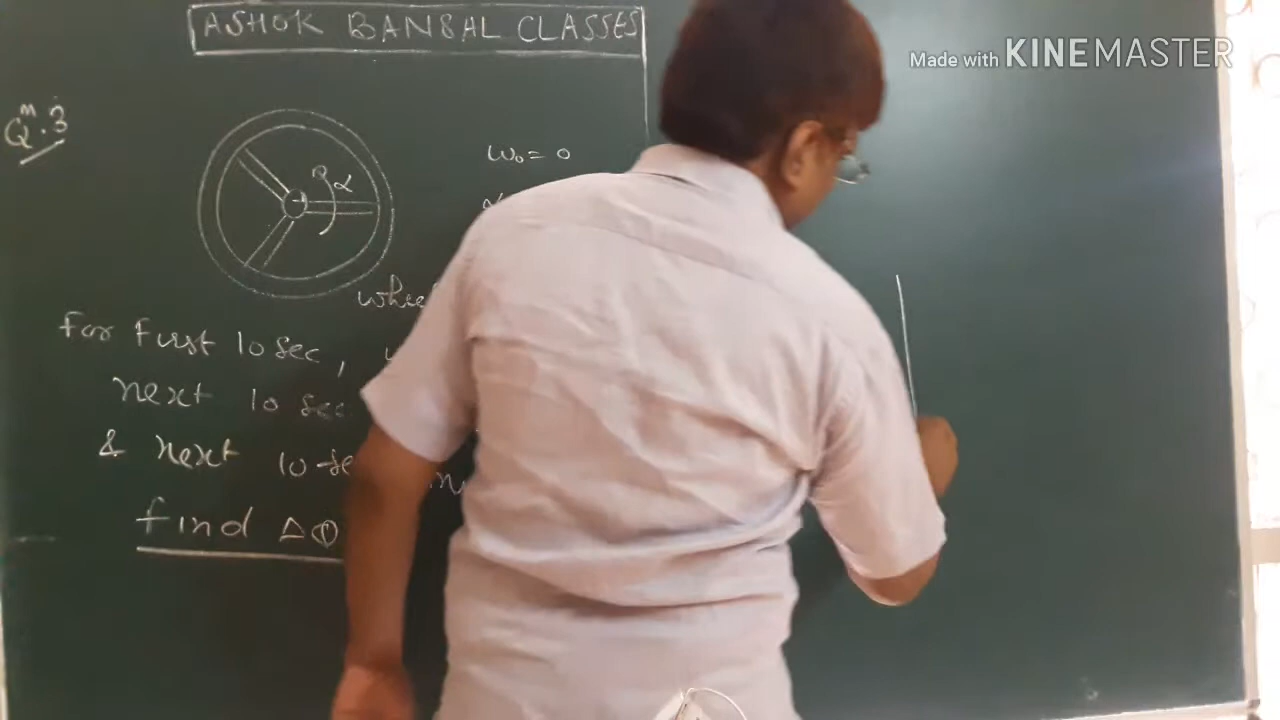 ASHOK BANSAL CLASSES
Made with KINEMASTER
Qn.3
ω₀ = 0
α
α
wheel
For First 10 sec,
next 10 sec
& next 10 sec
find Δθ